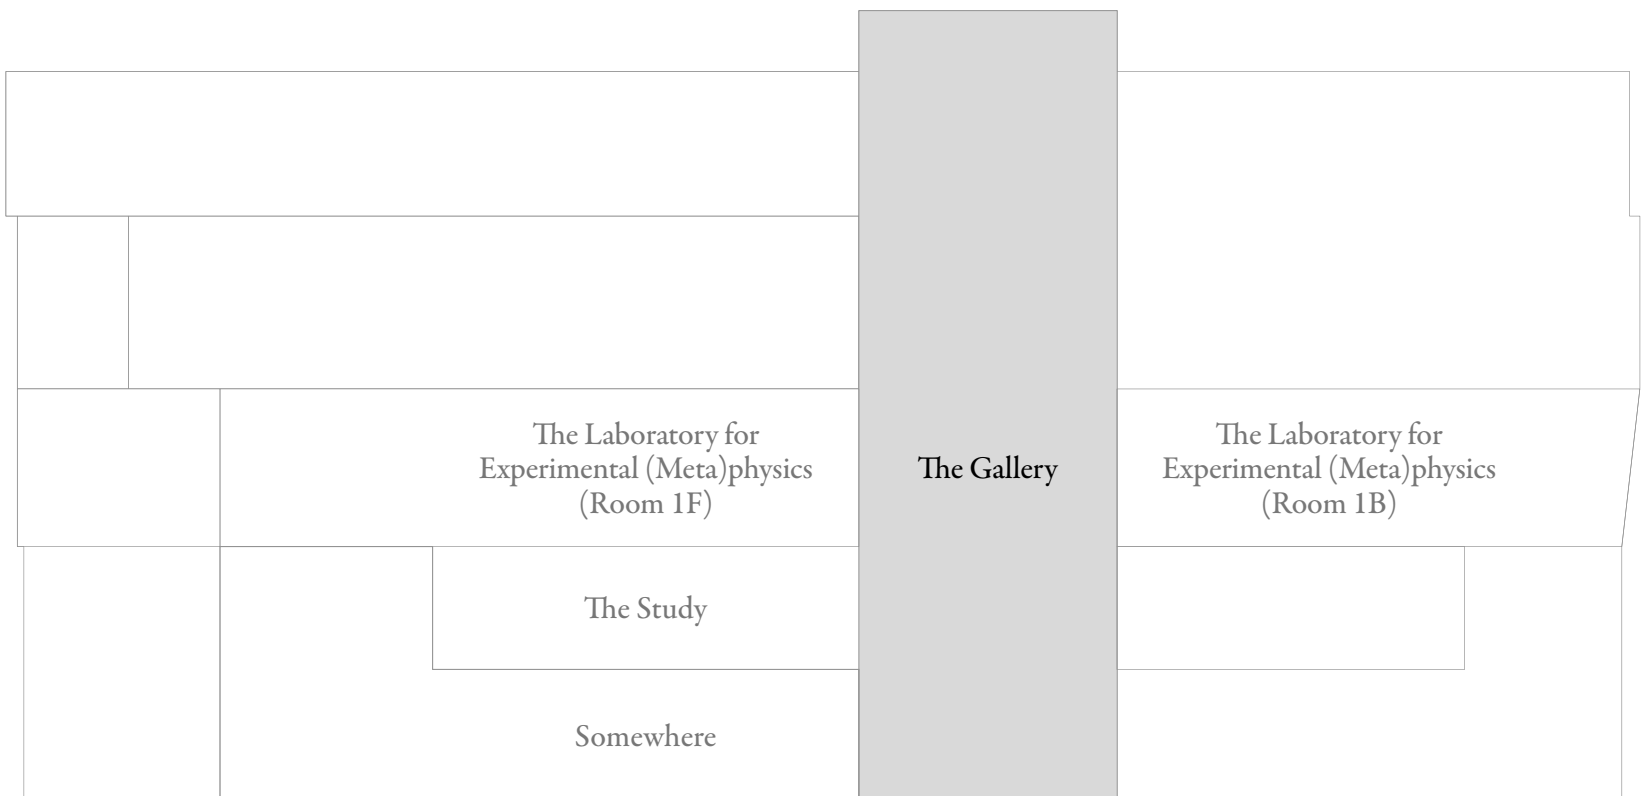 The Laboratory for
Experimental (Meta)physics
(Room 1F)
The Gallery
The Laboratory for
Experimental (Meta)physics
(Room 1B)
The Study
Somewhere